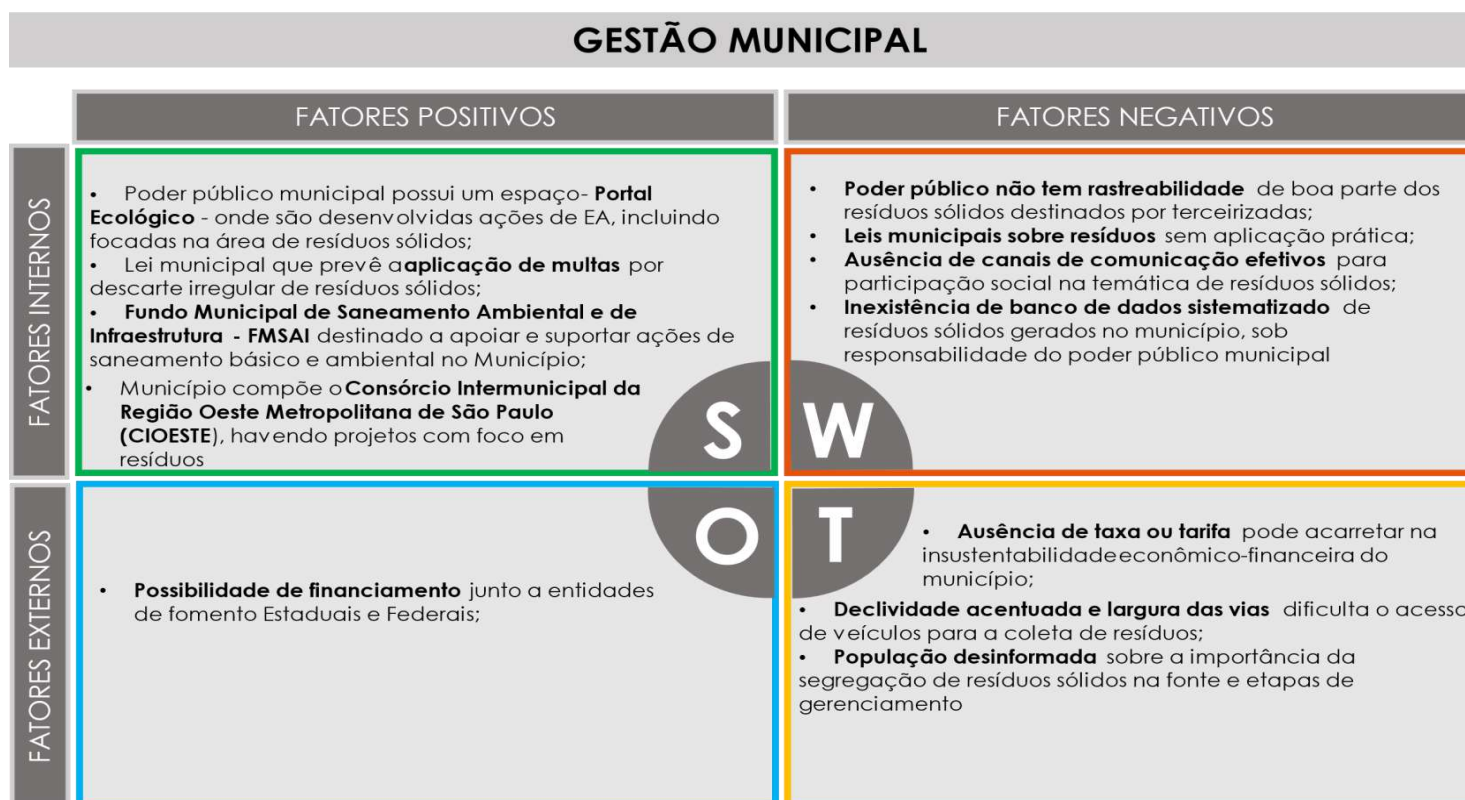 GESTÃO MUNICIPAL
FATORES POSITIVOS
FATORES NEGATIVOS
FATORES INTERNOS
• Poder público municipal possui um espaço- Portal
Ecológico - onde são desenvolvidas ações de EA, incluindo
focadas na área de resíduos sólidos;
• Lei municipal que prevê aaplicação de multas por
descarte irregular de resíduos sólidos;
• Fundo Municipal de Saneamento Ambiental e de
Infraestrutura - FMSAI destinado a apoiar e suportar ações de
saneamento básico e ambiental no Município;
• Município compõe o Consórcio Intermunicipal da
Região Oeste Metropolitana de São Paulo
(CIOESTE), havendo projetos com foco em
resíduos
S
• Poder público não tem rastreabilidade de boa parte dos
resíduos sólidos destinados por terceirizadas;
• Leis municipais sobre resíduos sem aplicação prática;
• Ausência de canais de comunicação efetivos para
participação social na temática de resíduos sólidos;
• Inexistência de banco de dados sistematizado de
resíduos sólidos gerados no município, sob
responsabilidade do poder público municipal
W
FATORES EXTERNOS
• Possibilidade de financiamento junto a entidades
de fomento Estaduais e Federais;
O
T
• Ausência de taxa ou tarifa pode acarretar na
insustentabilidade econômico-financeira do
município;
• Declividade acentuada e largura das vias dificulta o acesso
de veículos para a coleta de resíduos;
• População desinformada sobre a importância da
segregação de resíduos sólidos na fonte e etapas de
gerenciamento